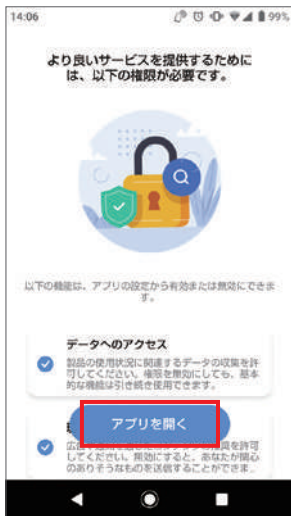 14:06
99%
より良いサービスを提供するために
は、以下の権限が必要です。
以下の機能は、アプリの設定から有効または無効にできま
す。
データへのアクセス
製品の使用状況に関連するデータの収集を許
可してください。権限を無効にしても、基本
的な機能は引き続き使用できます。
アプリを開く
を許可
してください。無効にすると、あなたが関心
のありそうなものを送信することができま